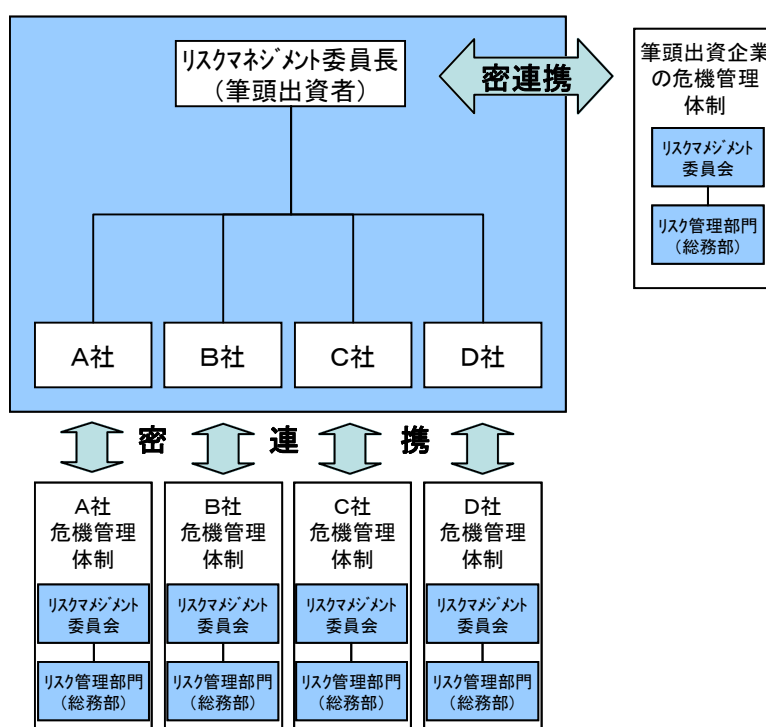 ﾘｽｸﾏﾈｼﾞﾒﾝﾄ委員長
（筆頭出資者）
密連携
筆頭出資企業
の危機管理
体制
ﾘｽｸﾏﾒｼﾞﾒﾝﾄ
委員会
ﾘｽｸ管理部門
（総務部）
A社
B社
C社
D社
密 連 携
A社
危機管理
体制
ﾘｽｸﾏﾒｼﾞﾒﾝﾄ
委員会
ﾘｽｸ管理部門
（総務部）
B社
危機管理
体制
ﾘｽｸﾏﾒｼﾞﾒﾝﾄ
委員会
ﾘｽｸ管理部門
（総務部）
C社
危機管理
体制
ﾘｽｸﾏﾒｼﾞﾒﾝﾄ
委員会
ﾘｽｸ管理部門
（総務部）
D社
危機管理
体制
ﾘｽｸﾏﾒｼﾞﾒﾝﾄ
委員会
ﾘｽｸ管理部門
（総務部）